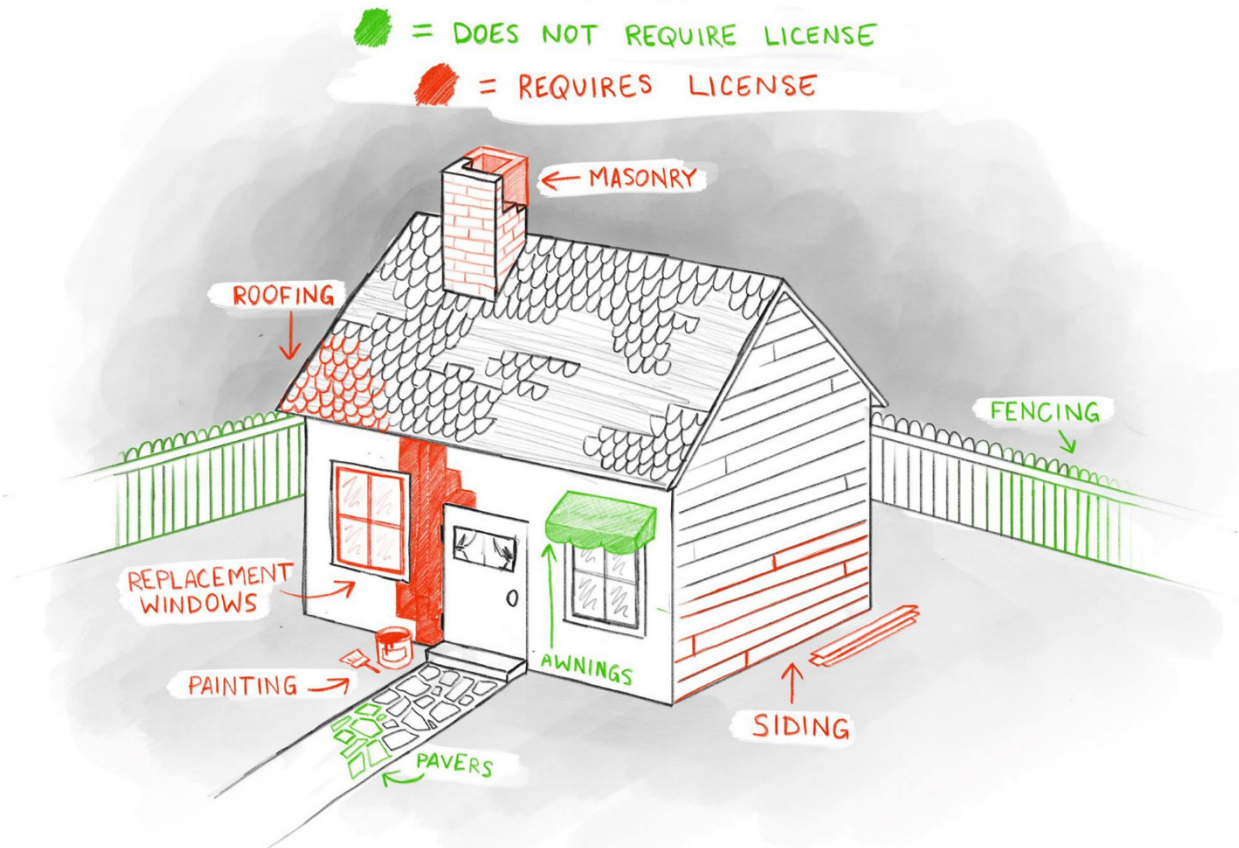 = DOES NOT REQUIRE LICENSE
= REQUIRES LICENSE
MASONRY
ROOFING
FENCING
REPLACEMENT
WINDOWS
AWNINGS
PAINTING
SIDING
PAVERS